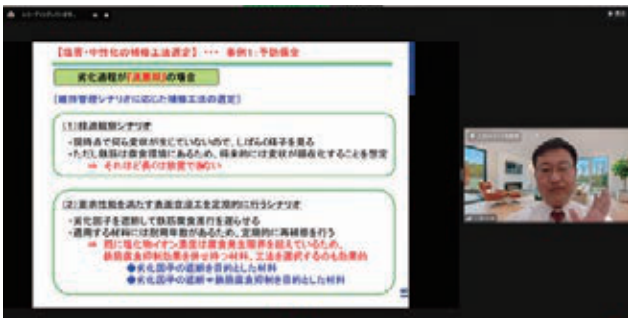 【塩害・中性化の補修工法選定】 ・・・ 事例1:予防保全
劣化過程が『進展期』の場合
[維持管理シナリオに応じた補修工法の選定]
(1)経過観察シナリオ
・現時点で何ら変状が生じていないので、しばらく様子を見る
・ただし鉄筋は腐食環境にあるため、将来的には変状が顕在化することを想定
⇒ それほど長くは放置できない
(2)要求性能を満たす表面含浸工を定期的に行うシナリオ
・劣化因子を遮断して鉄筋腐食進行を遅らせる
・適用する材料には耐用年数があるため、定期的に再補修を行う
⇒ 既に塩化物イオン濃度は腐食発生限界を超えているため、
鉄筋腐食抑制効果を併せ持つ材料、工法を選択するのも効果的
●劣化因子の遮断を目的とした材料
●劣化因子の遮断+鉄筋腐食抑制を目的とした材料